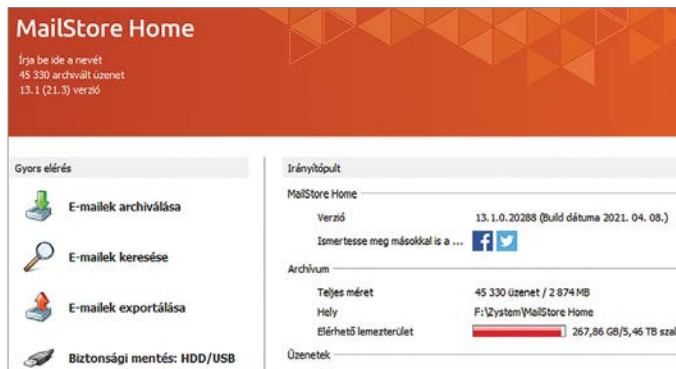 MailStore Home
Írja be ide a nevét
45 330 archivált üzenet
13.1 (21.3) verzió
Gyors elérés
E-mailek archiválása
E-mailek keresése
E-mailek exportálása
Biztonsági mentés: HDD/USB
Irányítópult
MailStore Home
Verzió 13.1.0.20288 (Build dátuma 2021. 04. 08.)
Ismertesse meg másokkal is a ...
Archívum
Teljes méret 45 330 üzenet / 2 874 MB
Hely F:\Zystem\MailStore Home
Elérhető lemezterület 267,86 GB/5,46 TB
Üzenetek